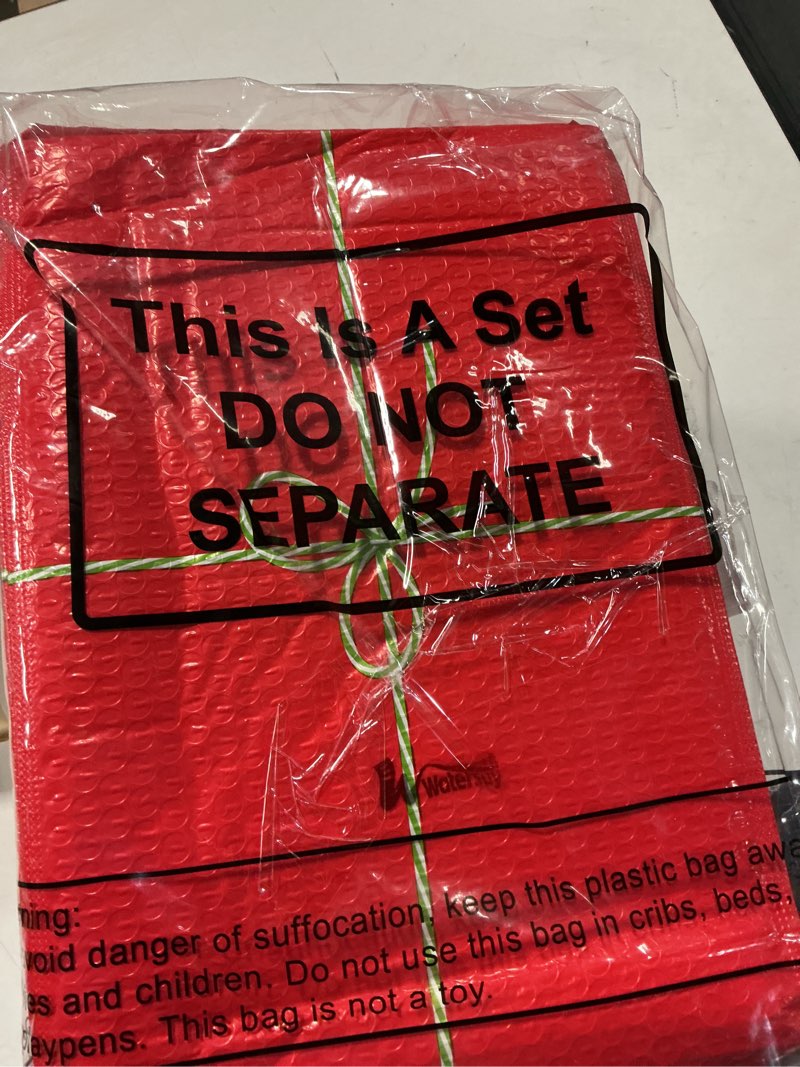 This Is A Set
DO NOT
SEPARATE
ning:
void danger of suffocation, keep this plastic bag awa
es and children. Do not use this bag in cribs, beds,
laypens. This bag is not a toy.